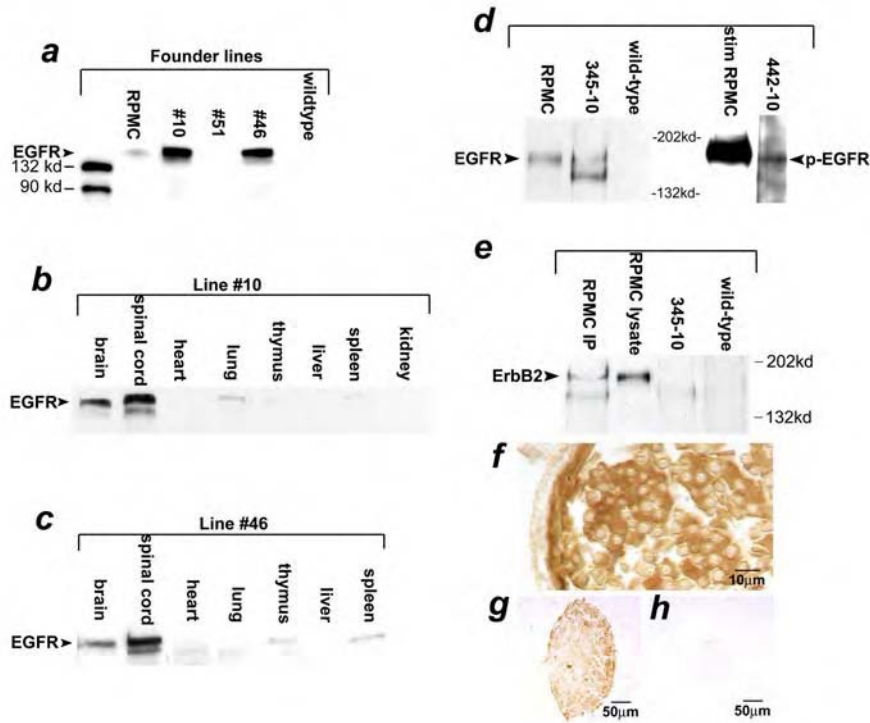 a
Founder lines
RPMC
#10
#51
#46
wildtype
EGFR
132 kd
90 kd
b
Line #10
brain
spinal cord
heart
lung
thymus
liver
spleen
kidney
EGFR
c
Line #46
brain
spinal cord
heart
lung
thymus
liver
spleen
EGFR
d
RPMC
345-10
wild-type
stim RPMC
442-10
EGFR
-202kd-
-132kd-
p-EGFR
e
RPMC IP
RPMC lysate
345-10
wild-type
ErbB2
202kd
132kd
f
10µm
g
50µm
h
50µm